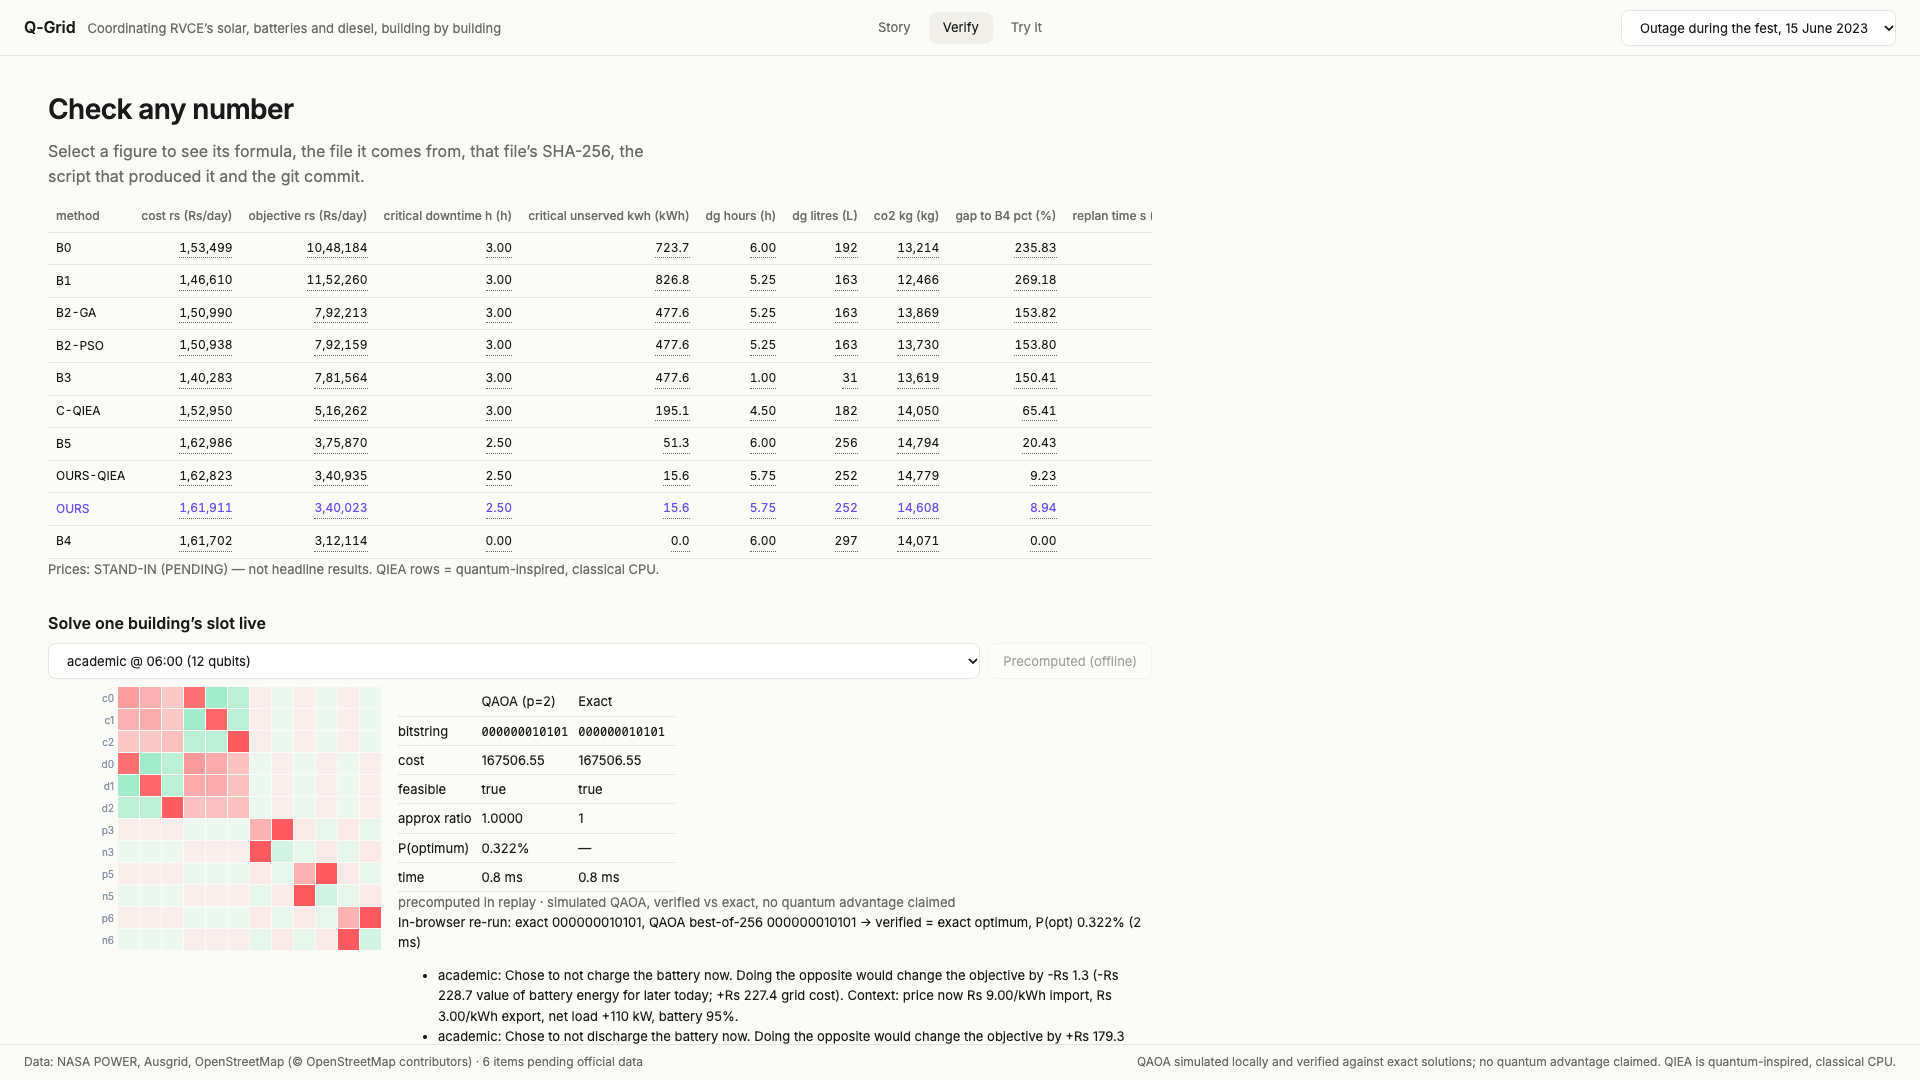 Q-Grid Coordinating RVCE's solar, batteries and diesel, building by building
Story Verify Try it
Outage during the fest, 15 June 2023
Check any number
Select a figure to see its formula, the file it comes from, that file's SHA-256, the
script that produced it and the git commit.
method cost rs (Rs/day) objective rs (Rs/day) critical downtime h (h) critical unserved kwh (kWh) dg hours (h) dg litres (L) co2 kg (kg) gap to B4 pct (%) replan time s (
B0 1,53,499 10,48,184 3.00 723.7 6.00 192 13,214 235.83
B1 1,46,610 11,52,260 3.00 826.8 5.25 163 12,466 269.18
B2-GA 1,50,990 7,92,213 3.00 477.6 5.25 163 13,869 153.82
B2-PSO 1,50,938 7,92,159 3.00 477.6 5.25 163 13,730 153.80
B3 1,40,283 7,81,564 3.00 477.6 1.00 31 13,619 150.41
C-QIEA 1,52,950 5,16,262 3.00 195.1 4.50 182 14,050 65.41
B5 1,62,986 3,75,870 2.50 51.3 6.00 256 14,794 20.43
OURS-QIEA 1,62,823 3,40,935 2.50 15.6 5.75 252 14,779 9.23
OURS 1,61,911 3,40,023 2.50 15.6 5.75 252 14,608 8.94
B4 1,61,702 3,12,114 0.00 0.0 6.00 297 14,071 0.00
Prices: STAND-IN (PENDING) — not headline results. QIEA rows = quantum-inspired, classical CPU.
Solve one building's slot live
academic @ 06:00 (12 qubits)
Precomputed (offline)
c0
c1
c2
d0
d1
d2
p3
n3
p5
n5
p6
n6
QAOA (p=2) Exact
bitstring 000000010101 000000010101
cost 167506.55 167506.55
feasible true true
approx ratio 1.0000 1
P(optimum) 0.322% —
time 0.8 ms 0.8 ms
precomputed in replay · simulated QAOA, verified vs exact, no quantum advantage claimed
In-browser re-run: exact 000000010101, QAOA best-of-256 000000010101 → verified = exact optimum, P(opt) 0.322% (2
ms)
• academic: Chose to not charge the battery now. Doing the opposite would change the objective by -Rs 1.3 (-Rs
228.7 value of battery energy for later today; +Rs 227.4 grid cost). Context: price now Rs 9.00/kWh import, Rs
3.00/kWh export, net load +110 kW, battery 95%.
• academic: Chose to not discharge the battery now. Doing the opposite would change the objective by +Rs 179.3
Data: NASA POWER, Ausgrid, OpenStreetMap (© OpenStreetMap contributors) · 6 items pending official data
QAOA simulated locally and verified against exact solutions; no quantum advantage claimed. QIEA is quantum-inspired, classical CPU.